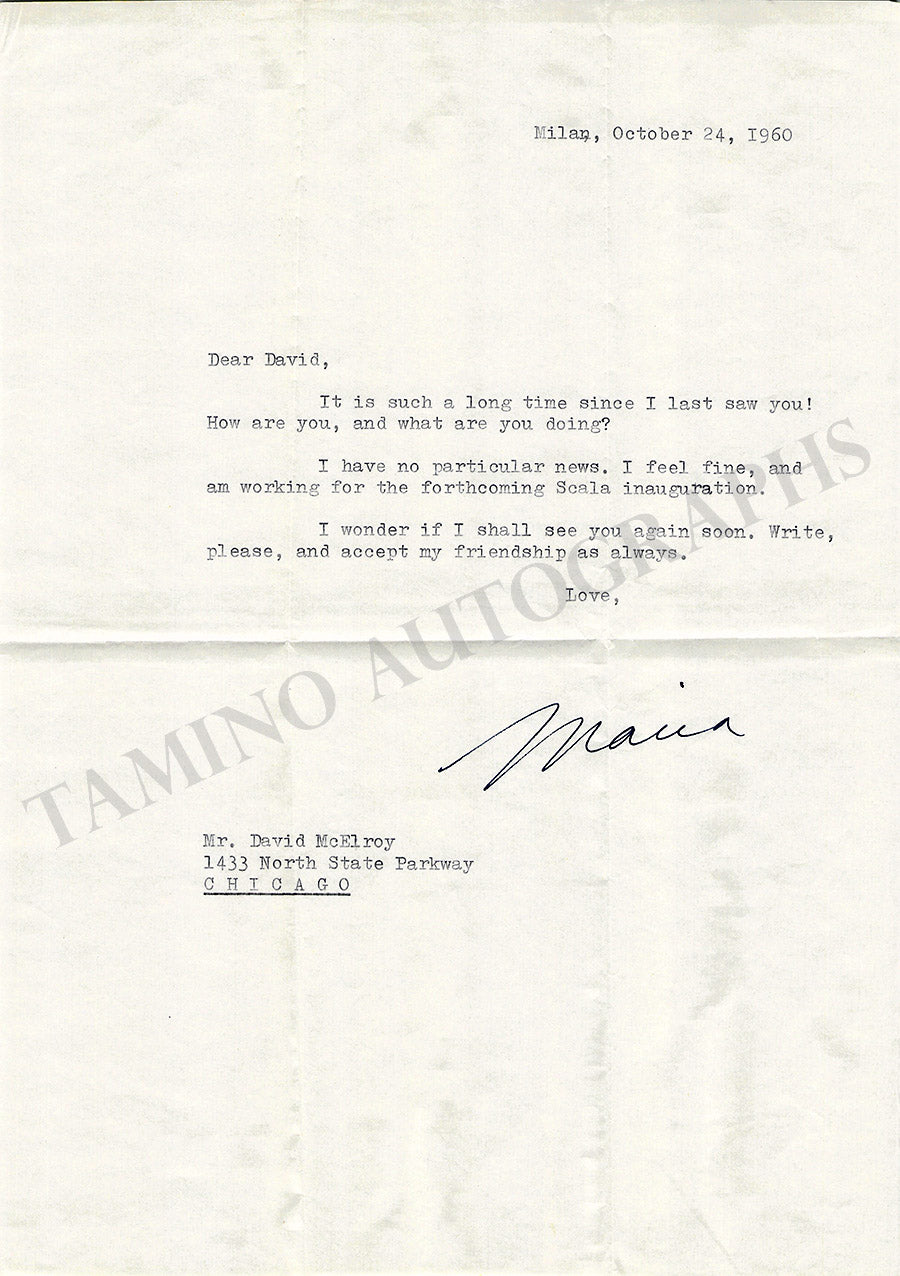 Milan, October 24, 1960
Dear David,
It is such a long time since I last saw you!
How are you, and what are you doing?
I have no particular news. I feel fine, and
am working for the forthcoming Scala inauguration.
I wonder if I shall see you again soon. Write,
please, and accept my friendship as always.
Love,
Maria
Mr. David McElroy
1433 North State Parkway
C H I C A G O
TAMINO AUTOGRAPHS